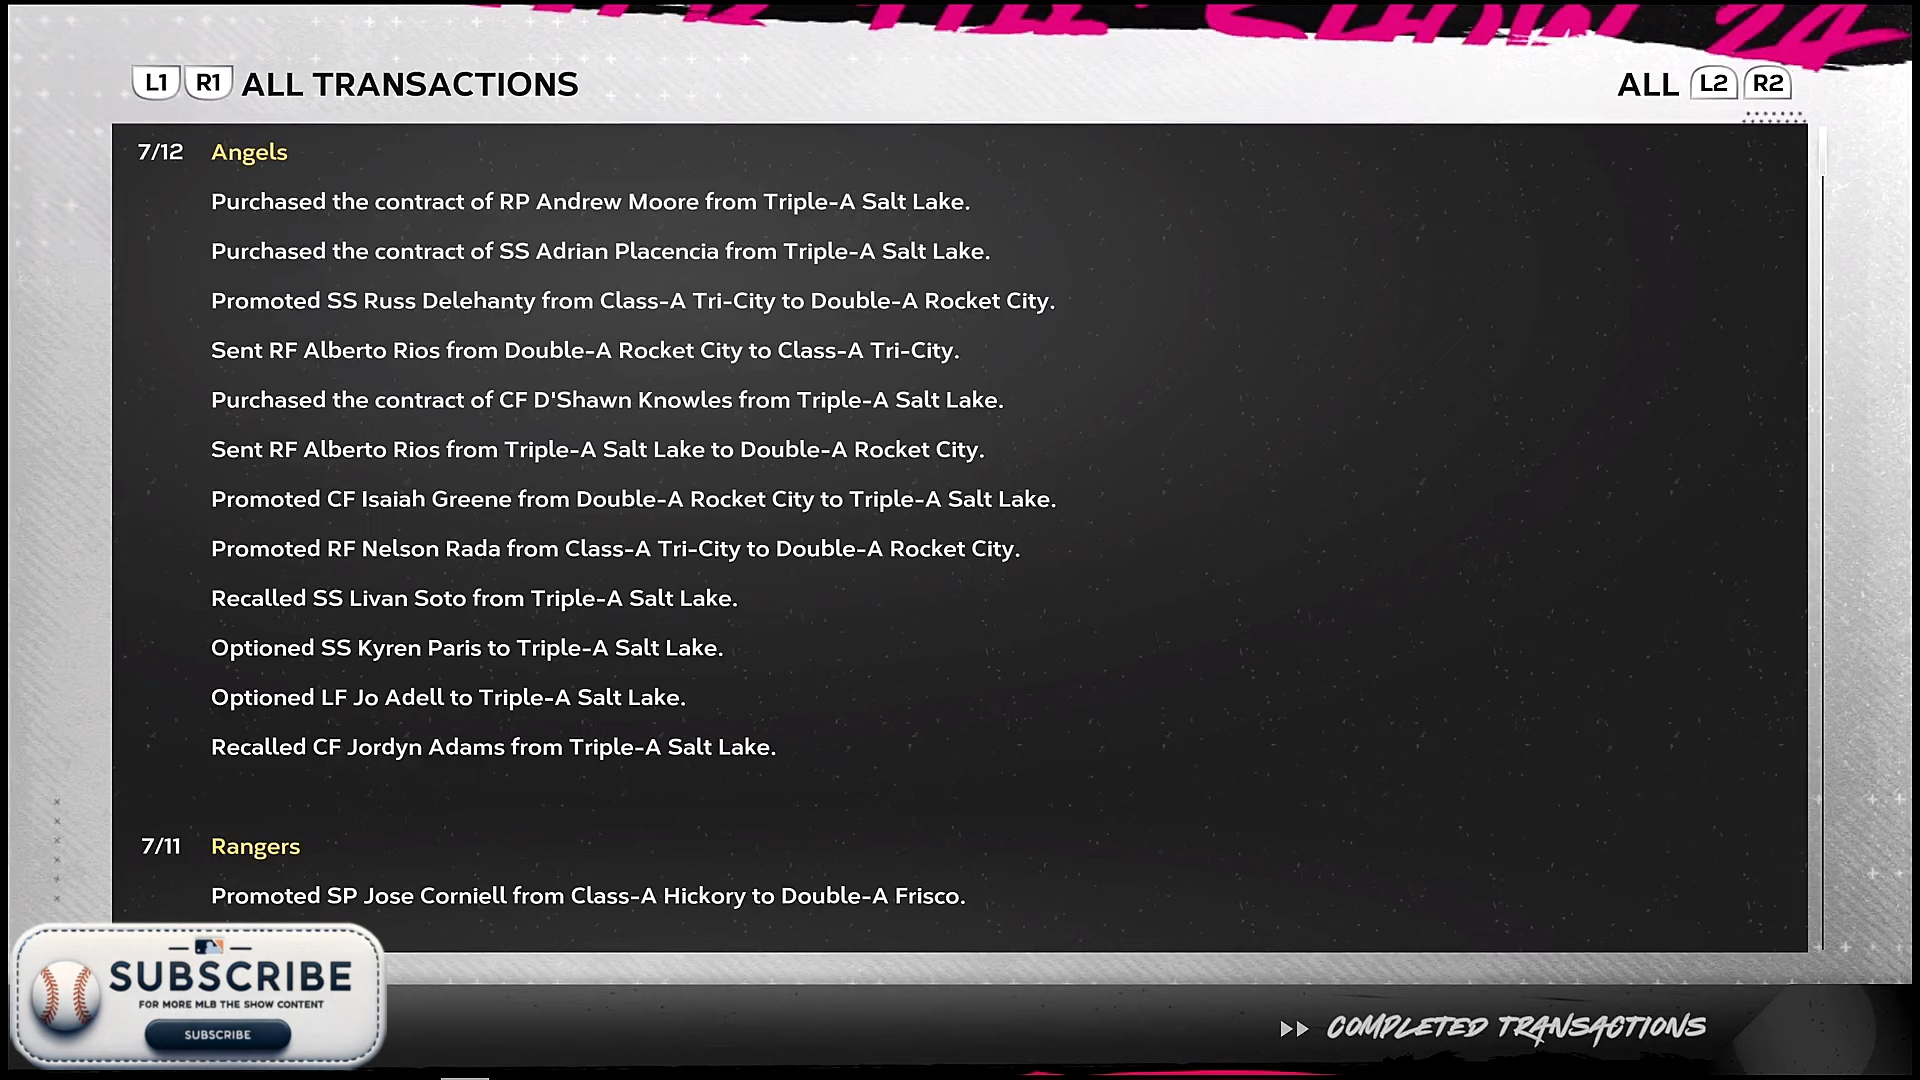 THE SHOW 24
L1 R1 ALL TRANSACTIONS
ALL L2 R2
7/12 Angels
Purchased the contract of RP Andrew Moore from Triple-A Salt Lake.
Purchased the contract of SS Adrian Placencia from Triple-A Salt Lake.
Promoted SS Russ Delehanty from Class-A Tri-City to Double-A Rocket City.
Sent RF Alberto Rios from Double-A Rocket City to Class-A Tri-City.
Purchased the contract of CF D'Shawn Knowles from Triple-A Salt Lake.
Sent RF Alberto Rios from Triple-A Salt Lake to Double-A Rocket City.
Promoted CF Isaiah Greene from Double-A Rocket City to Triple-A Salt Lake.
Promoted RF Nelson Rada from Class-A Tri-City to Double-A Rocket City.
Recalled SS Livan Soto from Triple-A Salt Lake.
Optioned SS Kyren Paris to Triple-A Salt Lake.
Optioned LF Jo Adell to Triple-A Salt Lake.
Recalled CF Jordyn Adams from Triple-A Salt Lake.
7/11 Rangers
Promoted SP Jose Corniell from Class-A Hickory to Double-A Frisco.
SUBSCRIBE
FOR MORE MLB THE SHOW CONTENT
SUBSCRIBE
COMPLETED TRANSACTIONS